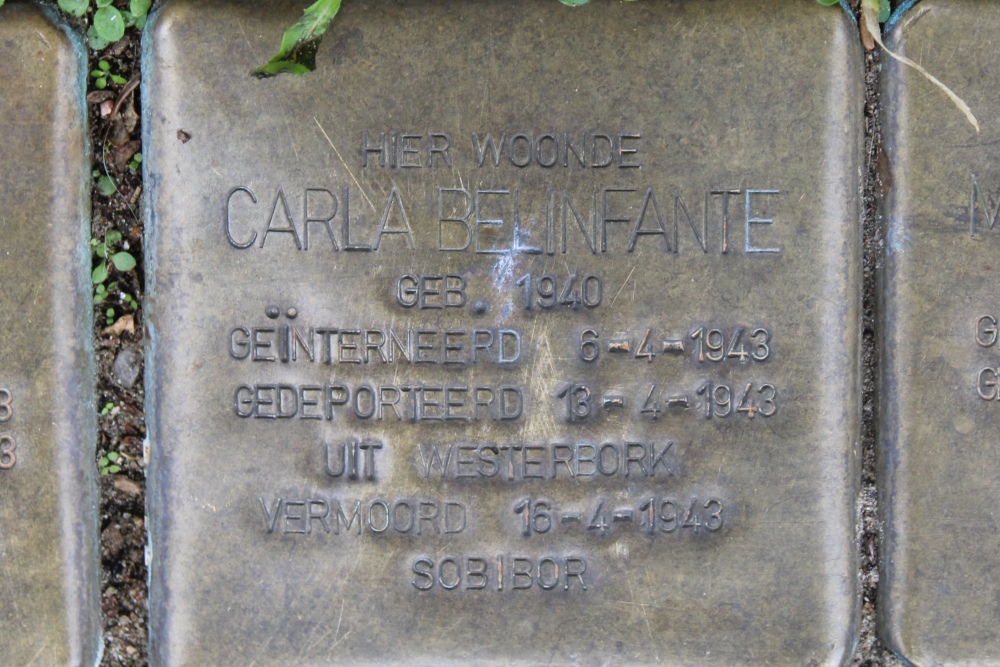 HIER WOONDE
CARLA BELINFANTE
GEB. 1940
GEÏNTERNEERD 6-4-1943
GEDEPORTEERD 13-4-1943
UIT WESTERBORK
VERMOORD 16-4-1943
SOBIBOR